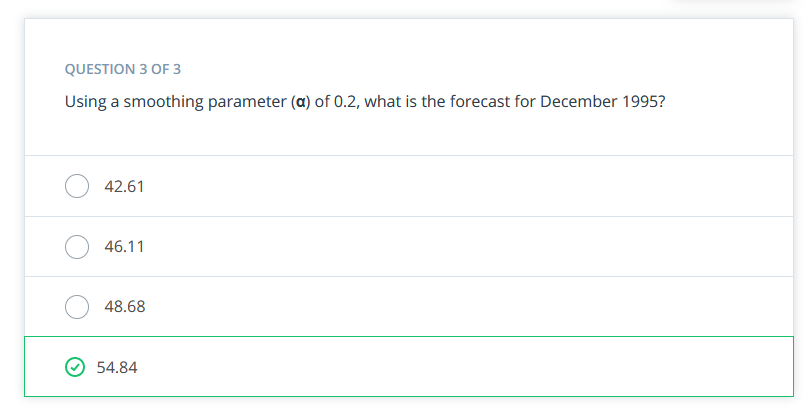 QUESTION 3 OF 3
Using a smoothing parameter (α) of 0.2, what is the forecast for December 1995?
42.61
46.11
48.68
54.84